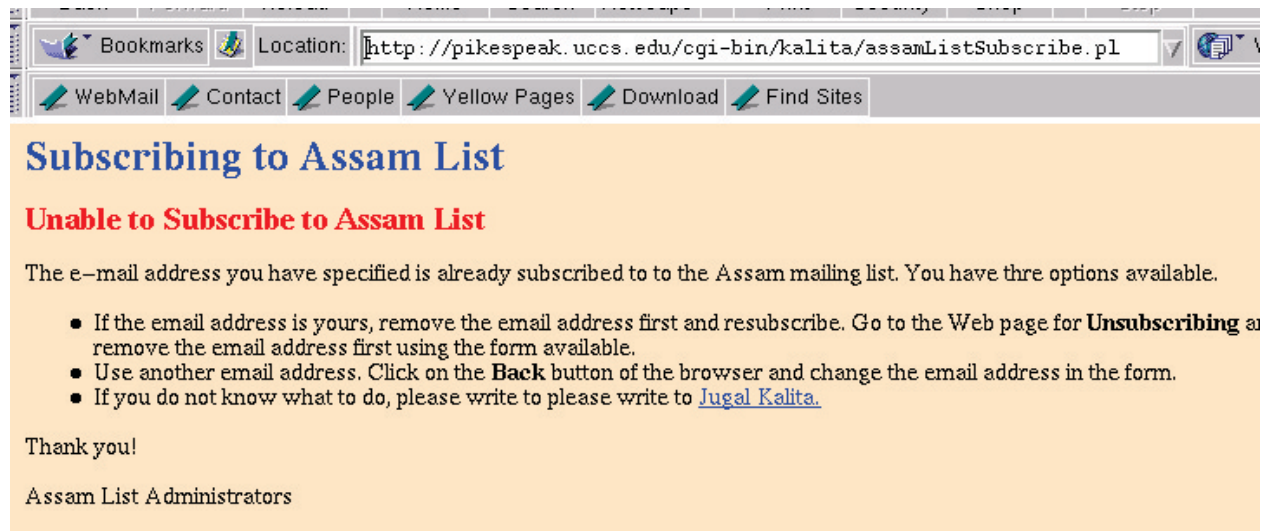 Bookmarks Location: http://pikespeak.uccs.edu/cgi-bin/kalita/assamListSubscribe.pl
WebMail Contact People Yellow Pages Download Find Sites
Subscribing to Assam List
Unable to Subscribe to Assam List
The e-mail address you have specified is already subscribed to to the Assam mailing list. You have thre options available.
• If the email address is yours, remove the email address first and resubscribe. Go to the Web page for Unsubscribing
remove the email address first using the form available.
• Use another email address. Click on the Back button of the browser and change the email address in the form.
• If you do not know what to do, please write to please write to Jugal Kalita.
Thank you!
Assam List Administrators